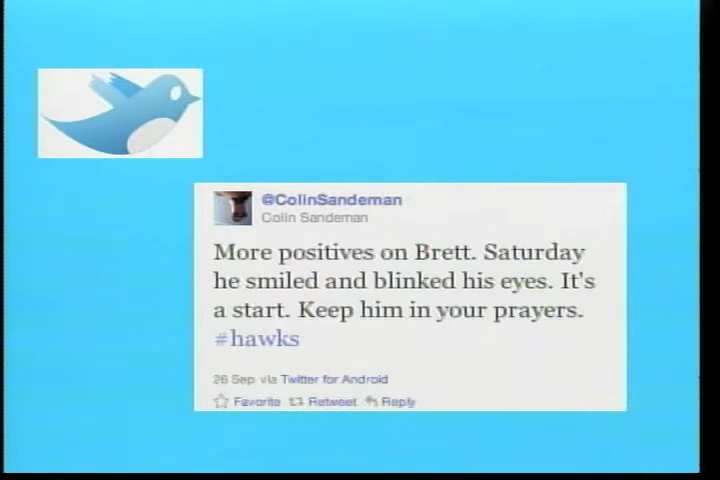 @ColinSandeman
Colin Sandeman
More positives on Brett. Saturday
he smiled and blinked his eyes. It's
a start. Keep him in your prayers.
#hawks
26 Sep via Twitter for Android
Favorite Retweet Reply